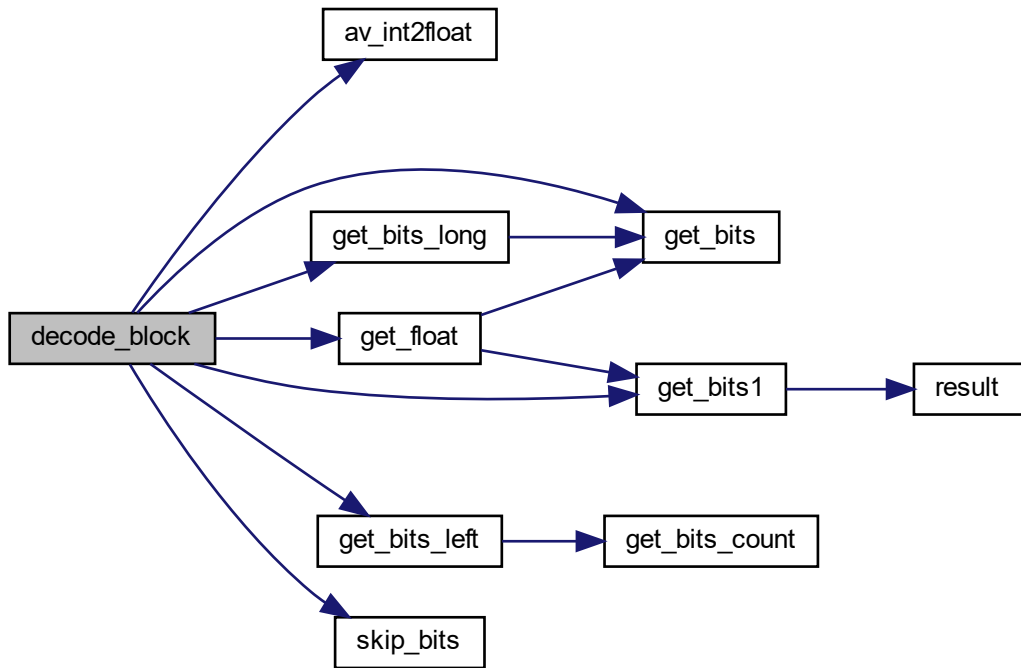 av_int2float
get_bits_long
get_bits
decode_block
get_float
get_bits1
result
get_bits_left
get_bits_count
skip_bits